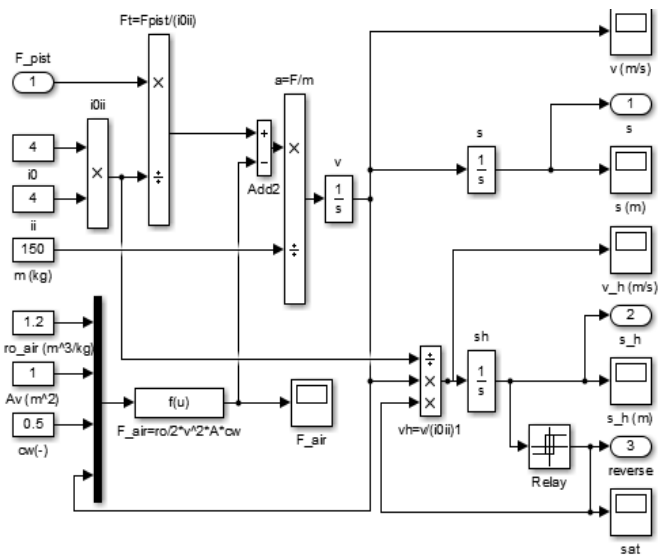 Ft=Fpist/(i0ii)
F_pist
1
×
÷
i0ii
4
i0
4
ii
×
a=F/m
×
÷
+
−
Add2
v
1
s
150
m (kg)
s
1
s
v (m/s)
1
s
s (m)
v_h (m/s)
2
s_h
s_h (m)
3
reverse
sat
1.2
ro_air (m^3/kg)
1
Av (m^2)
0.5
cw(-)
f(u)
F_air=ro/2*v^2*A*cw
F_air
÷
×
×
vh=v/(i0ii)1
sh
1
s
Relay